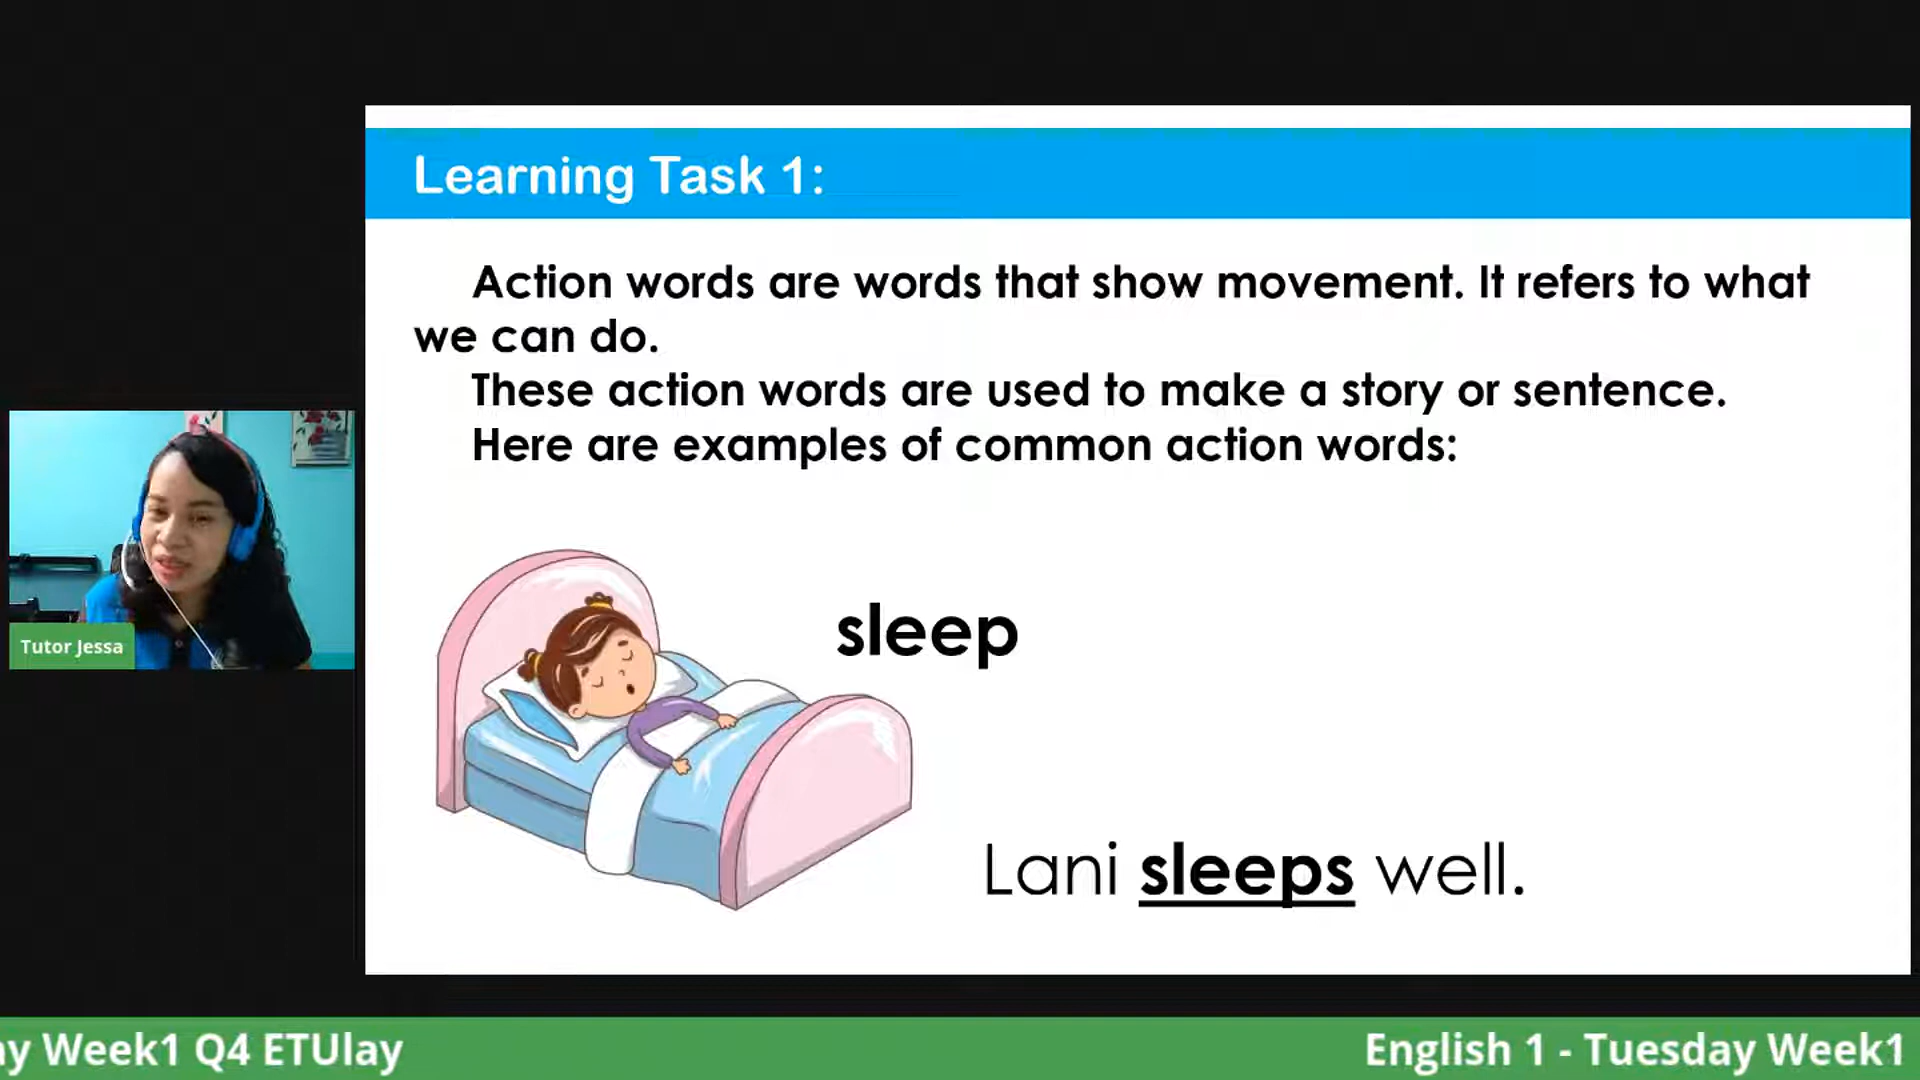 Learning Task 1:
Action words are words that show movement. It refers to what
we can do.
These action words are used to make a story or sentence.
Here are examples of common action words:
sleep
Lani sleeps well.
Tutor Jessa
Week1 Q4 ETUlay
English 1 - Tuesday Week1